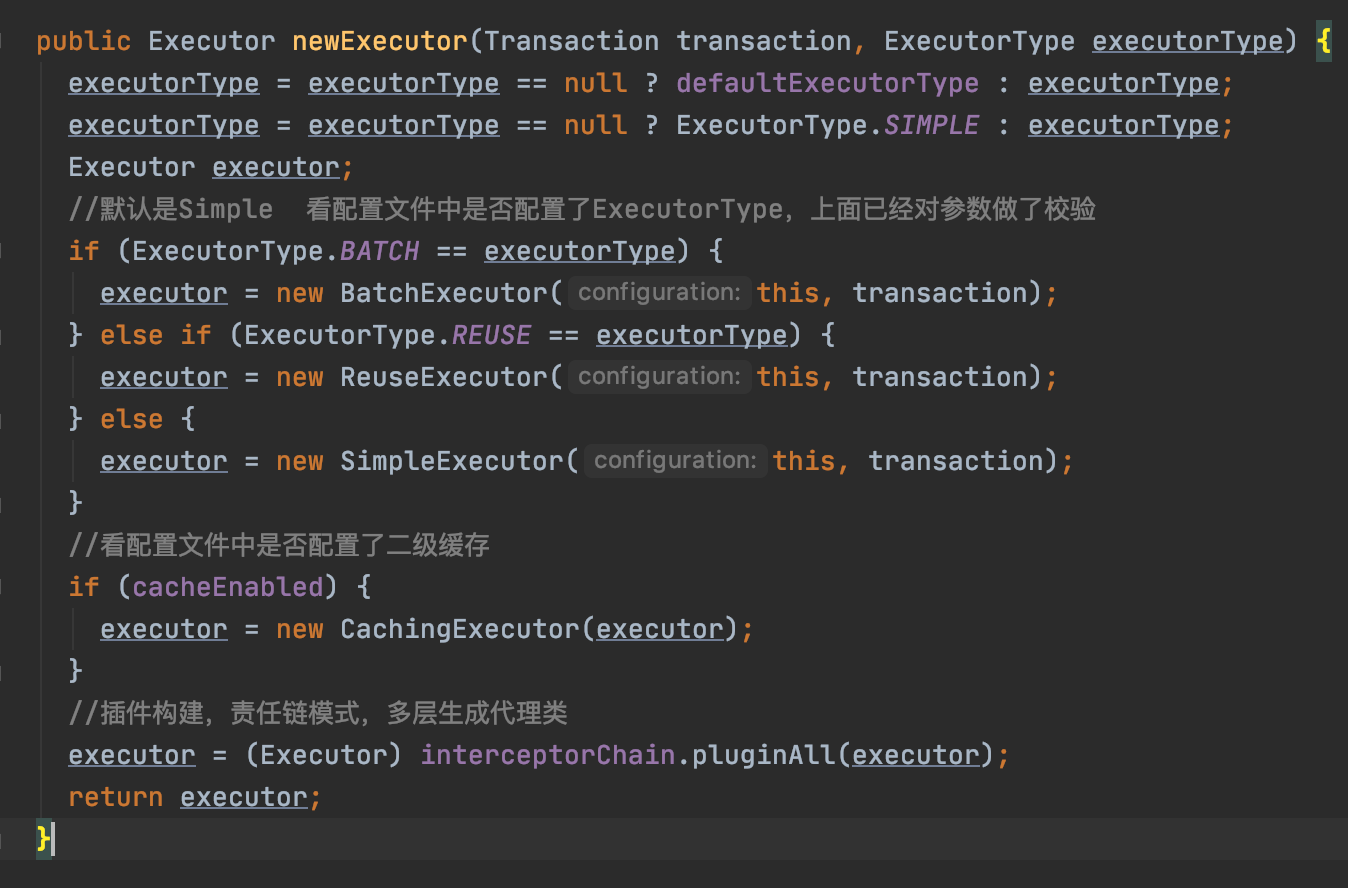 public Executor newExecutor(Transaction transaction, ExecutorType executorType) {
  executorType = executorType == null ? defaultExecutorType : executorType;
  executorType = executorType == null ? ExecutorType.SIMPLE : executorType;
  Executor executor;
  //默认是Simple  看配置文件中是否配置了ExecutorType，上面已经对参数做了校验
  if (ExecutorType.BATCH == executorType) {
    executor = new BatchExecutor( configuration: this, transaction);
  } else if (ExecutorType.REUSE == executorType) {
    executor = new ReuseExecutor( configuration: this, transaction);
  } else {
    executor = new SimpleExecutor( configuration: this, transaction);
  }
  //看配置文件中是否配置了二级缓存
  if (cacheEnabled) {
    executor = new CachingExecutor(executor);
  }
  //插件构建，责任链模式，多层生成代理类
  executor = (Executor) interceptorChain.pluginAll(executor);
  return executor;
}